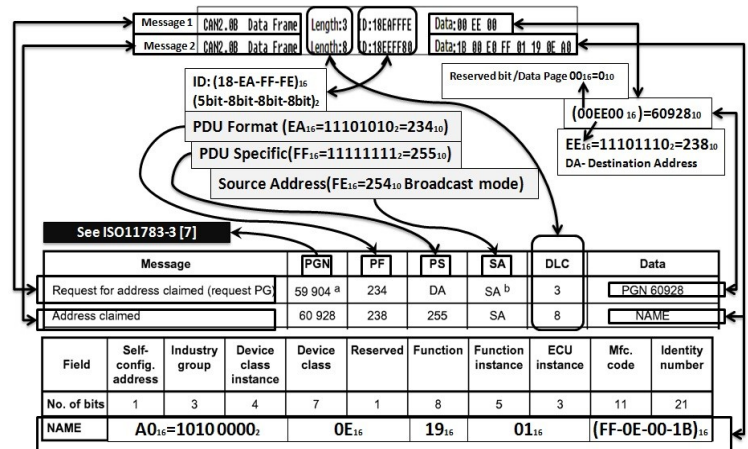 Message 1 CAN2.0B Data Frame Length:3 ID:18EAFFFE Data:00 EE 00
Message 2 CAN2.0B Data Frame Length:8 ID:18EEFF80 Data:1B 00 E0 FF 01 19 0E A0
ID: (18-EA-FF-FE)16
(5bit-8bit-8bit-8bit)2
Reserved bit/Data Page 0016=010
PDU Format (EA16=111010102=23410)
(00EE00 16)=6092810
PDU Specific(FF16=111111112=25510)
EE16=111011102=23810
DA- Destination Address
Source Address(FE16=25410 Broadcast mode)
See ISO11783-3 [7]
Message PGN PF PS SA DLC Data
Request for address claimed (request PG) 59 904 a 234 DA SA b 3 PGN 60928
Address claimed 60 928 238 255 SA 8 NAME
Field Self-config. address Industry group Device class instance Device class Reserved Function Function instance ECU instance Mfc. code Identity number
No. of bits 1 3 4 7 1 8 5 3 11 21
NAME A016=1010 00002 0E16 1916 0116 (FF-0E-00-1B)16